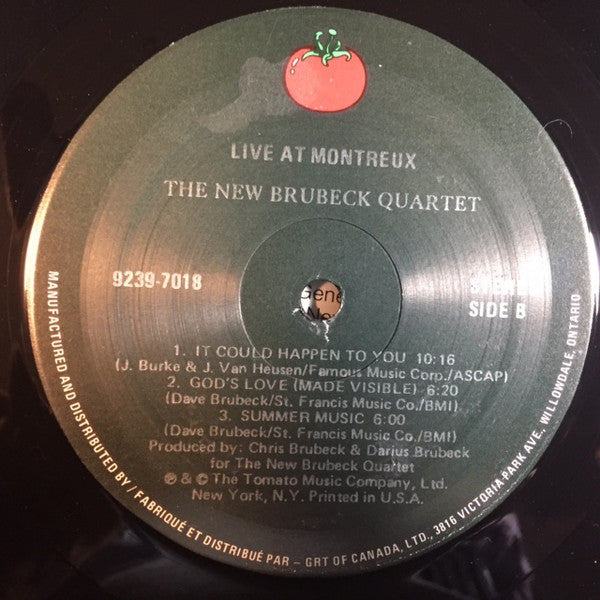 LIVE AT MONTREUX
THE NEW BRUBECK QUARTET
9239-7018
SIDE B
1. IT COULD HAPPEN TO YOU 10:16
(J. Burke & J. Van Heusen/Famous Music Corp./ASCAP)
2. GOD'S LOVE (MADE VISIBLE) 6:20
(Dave Brubeck/St. Francis Music Co./BMI)
3. SUMMER MUSIC 6:00
(Dave Brubeck/St. Francis Music Co./BMI)
Produced by: Chris Brubeck & Darius Brubeck
for The New Brubeck Quartet
℗ & © The Tomato Music Company, Ltd.
New York, N.Y. Printed in U.S.A.
MANUFACTURED AND DISTRIBUTED BY / FABRIQUÉ ET DISTRIBUÉ PAR – GRT OF CANADA, LTD., 3816 VICTORIA PARK AVE. WILLOWDALE, ONTARIO